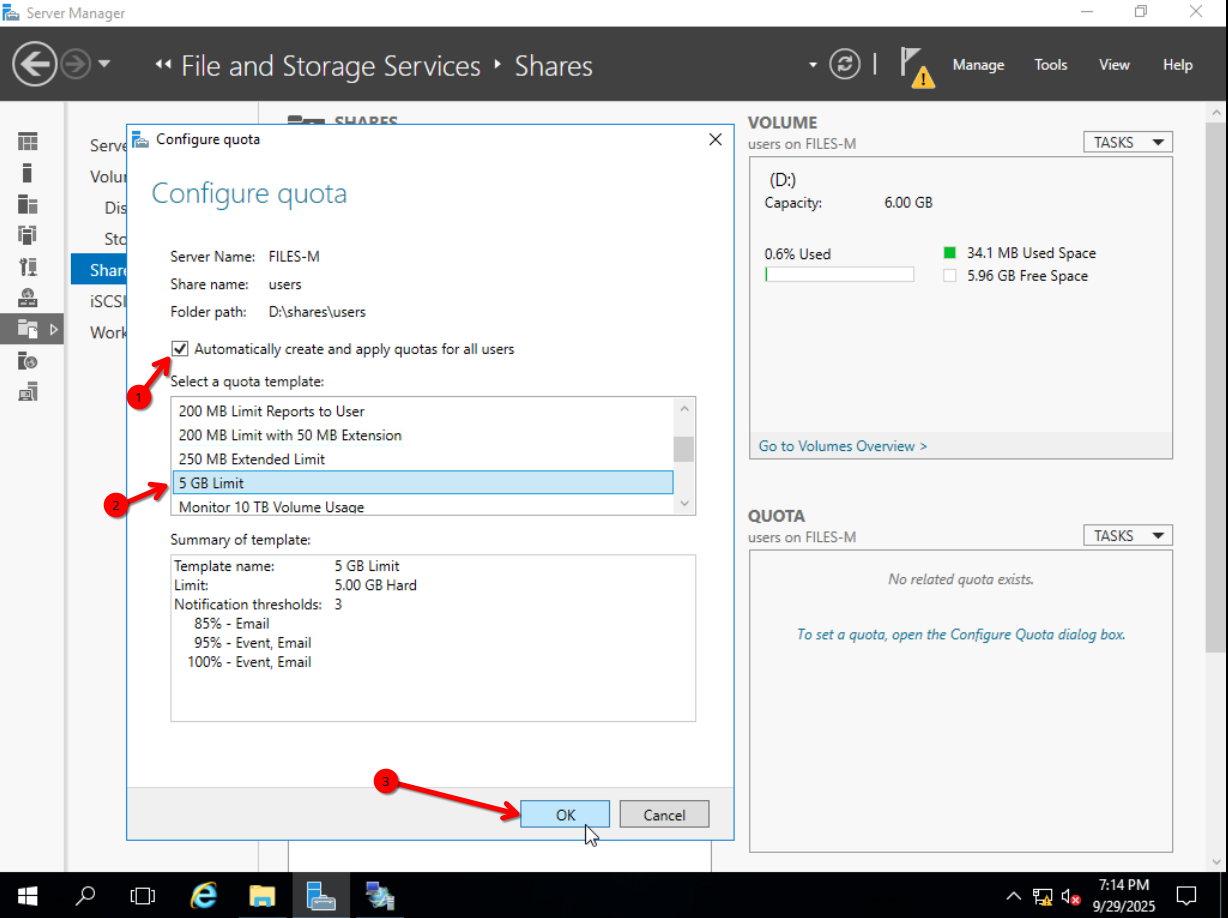 Server Manager
File and Storage Services
Shares
Manage
Tools
View
Help
SHARES
Serve
Volu
Dis
Sto
Share
iSCSI
Work
Configure quota
Configure quota
Server Name: FILES-M
Share name: users
Folder path: D:\shares\users
Automatically create and apply quotas for all users
1
Select a quota template:
200 MB Limit Reports to User
200 MB Limit with 50 MB Extension
250 MB Extended Limit
5 GB Limit
2
Monitor 10 TB Volume Usage
Summary of template:
Template name: 5 GB Limit
Limit: 5.00 GB Hard
Notification thresholds: 3
85% - Email
95% - Event, Email
100% - Event, Email
3
OK
Cancel
VOLUME
users on FILES-M
TASKS
(D:)
Capacity: 6.00 GB
0.6% Used
34.1 MB Used Space
5.96 GB Free Space
Go to Volumes Overview >
QUOTA
users on FILES-M
TASKS
No related quota exists.
To set a quota, open the Configure Quota dialog box.
7:14 PM
9/29/2025